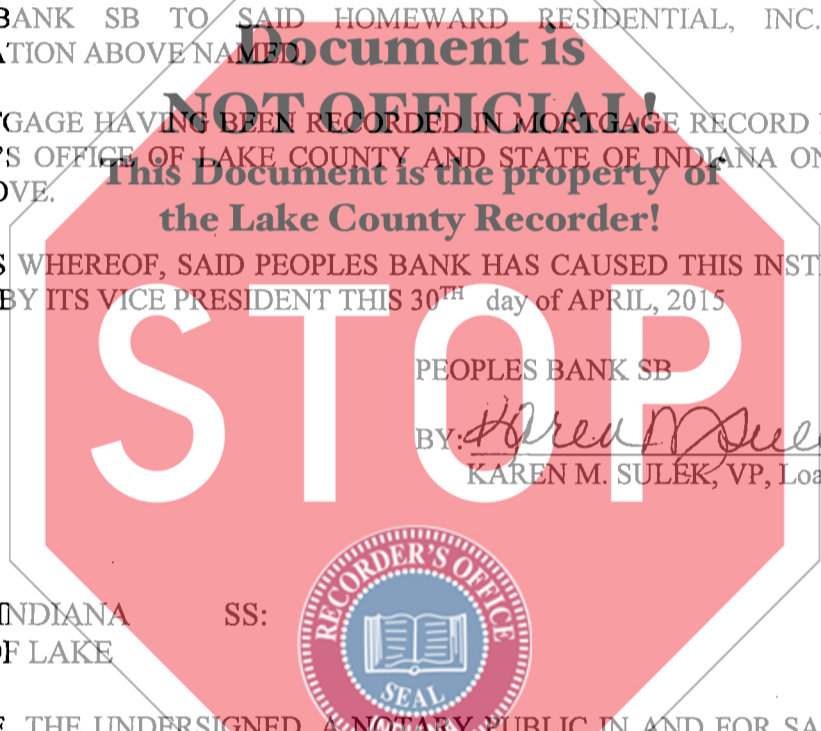 BANK SB TO SAID HOMEWARD RESIDENTIAL, INC.
ATION ABOVE NAMED.
Document is
NOT OFFICIAL!
GAGE HAVING BEEN RECORDED IN MORTGAGE RECORD
'S OFFICE OF LAKE COUNTY AND STATE OF INDIANA ON
This Document is the property of
OVE.
the Lake County Recorder!
S WHEREOF, SAID PEOPLES BANK HAS CAUSED THIS INST
BY ITS VICE PRESIDENT THIS 30TH day of APRIL, 2015
STOP
PEOPLES BANK SB
BY: Karen M Sule
KAREN M. SULEK, VP, Loa
RECORDER'S OFFICE
INDIANA SS:
OF LAKE
SEAL
THE UNDERSIGNED, A NOTARY PUBLIC IN AND FOR SA